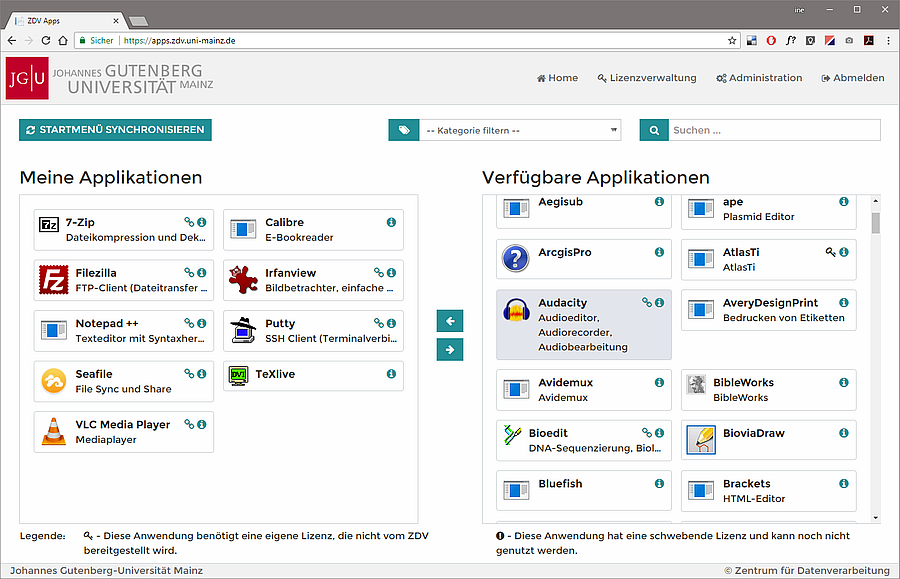 ine
ZDV Apps
Sicher https://apps.zdv.uni-mainz.de
JG|U JOHANNES GUTENBERG
UNIVERSITÄT MAINZ
Home Lizenzverwaltung Administration Abmelden
STARTMENÜ SYNCHRONISIEREN
-- Kategorie filtern --
Suchen ...
Meine Applikationen
7-Zip
Dateikompression und Dek...
Calibre
E-Bookreader
Filezilla
FTP-Client (Dateitransfer ...
Irfanview
Bildbetrachter, einfache ...
Notepad ++
Texteditor mit Syntaxher...
Putty
SSH Client (Terminalverbi...
Seafile
File Sync und Share
TeXlive
VLC Media Player
Mediaplayer
Verfügbare Applikationen
Aegisub
ape
Plasmid Editor
ArcgisPro
AtlasTi
AtlasTi
Audacity
Audioeditor,
Audiorecorder,
Audiobearbeitung
AveryDesignPrint
Bedrucken von Etiketten
Avidemux
Avidemux
BibleWorks
BibleWorks
Bioedit
DNA-Sequenzierung, Biol...
BioviaDraw
Bluefish
Brackets
HTML-Editor
Legende:
- Diese Anwendung benötigt eine eigene Lizenz, die nicht vom ZDV
bereitgestellt wird.
- Diese Anwendung hat eine schwebende Lizenz und kann noch nicht
genutzt werden.
Johannes Gutenberg-Universität Mainz
© Zentrum für Datenverarbeitung